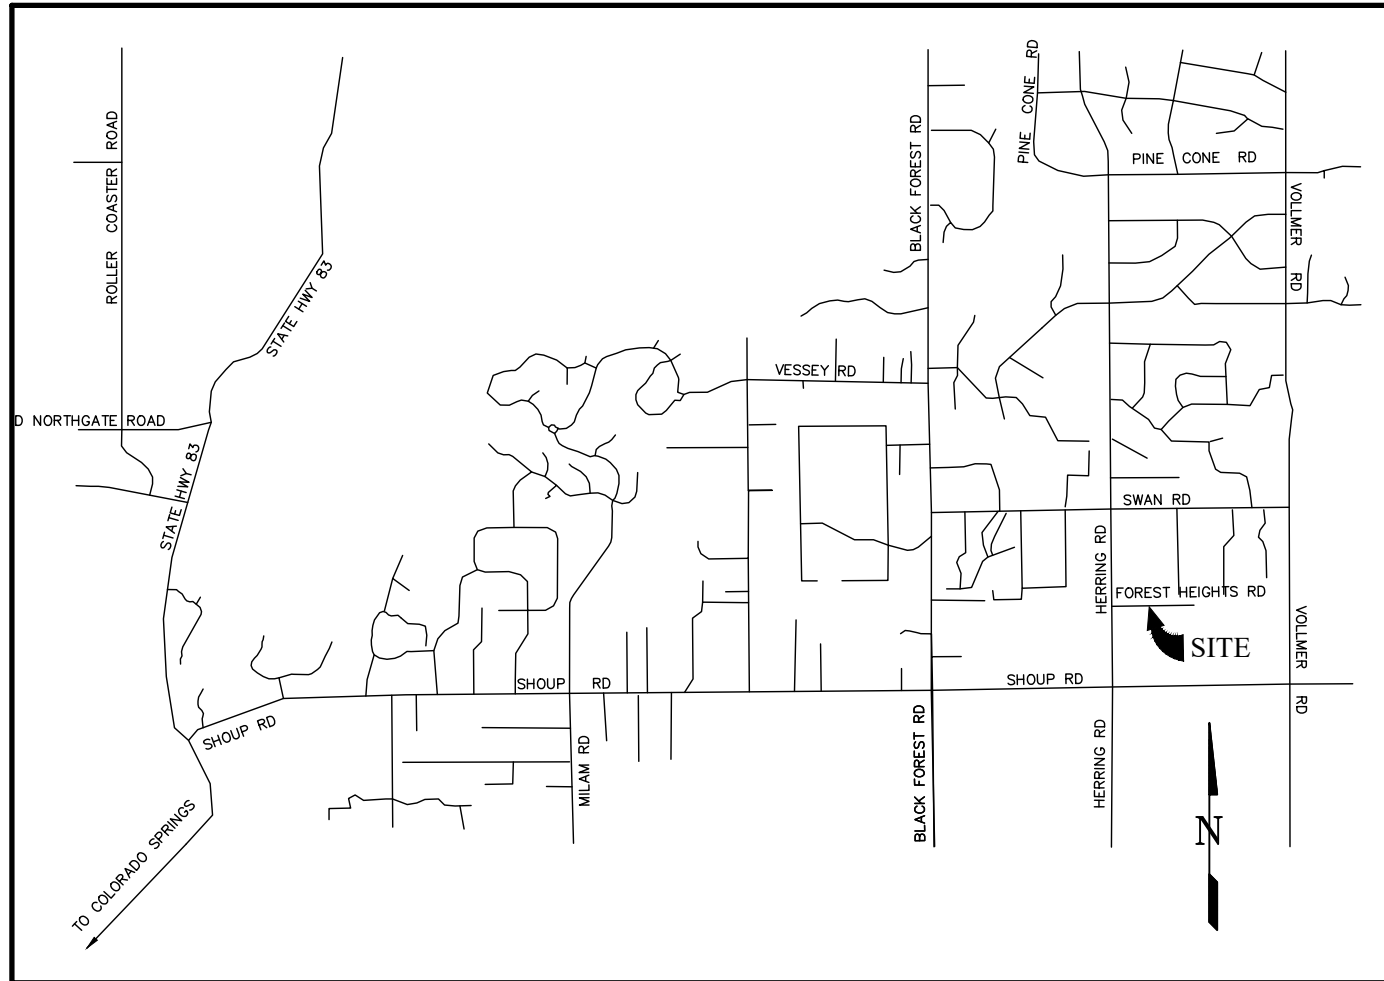 ROLLER COASTER ROAD
STATE HWY 83
BLACK FOREST RD
PINE CONE RD
PINE CONE RD
VOLLMER RD
VESSEY RD
D NORTHGATE ROAD
STATE HWY 83
SWAN RD
HERRING RD
FOREST HEIGHTS RD
SITE
VOLLMER RD
SHOUP RD
SHOUP RD
SHOUP RD
MILAM RD
BLACK FOREST RD
HERRING RD
TO COLORADO SPRINGS
N